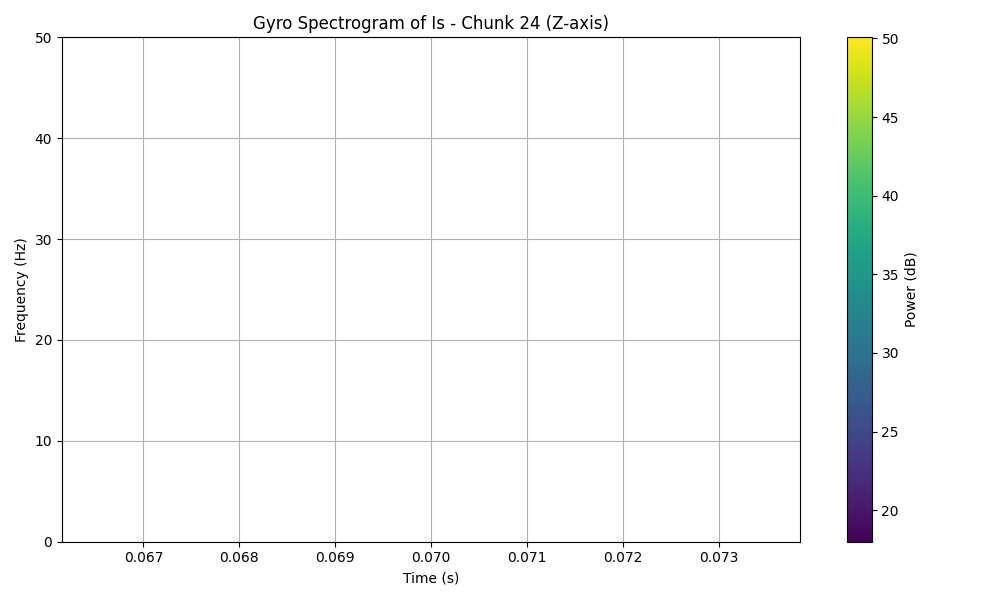 Gyro Spectrogram of Is - Chunk 24 (Z-axis)
50
40
30
20
10
0
Frequency (Hz)
0.067 0.068 0.069 0.070 0.071 0.072 0.073
Time (s)
50
45
40
35
30
25
20
Power (dB)